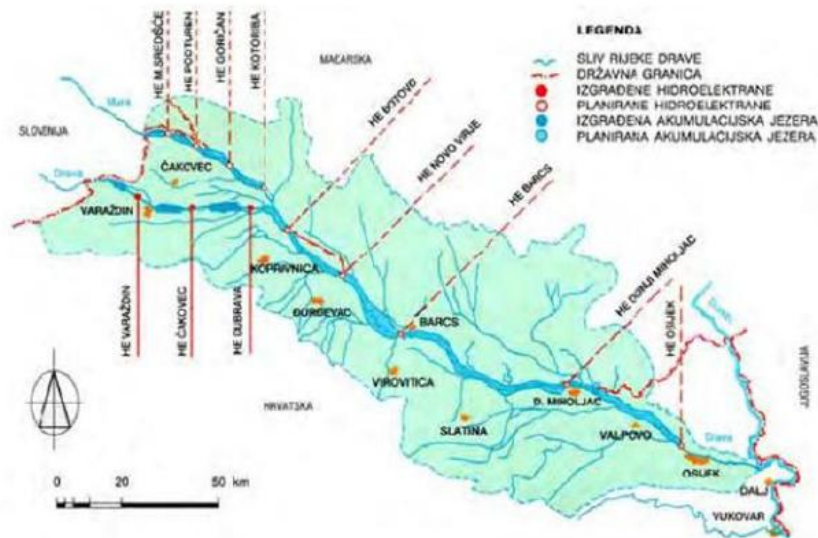 LEGENDA
SLIV RIJEKE DRAVE
DRŽAVNA GRANICA
IZGRAĐENE HIDROELEKTRANE
PLANIRANE HIDROELEKTRANE
IZGRAĐENA AKUMULACIJSKA JEZERA
PLANIRANA AKUMULACIJSKA JEZERA
HE M.SREDIŠĆE
HE PODTUREN
HE GORIČAN
HE KOTORIBA
MAĐARSKA
HE ĐURĐEVAC
HE NOVO VIRJE
HE BARCS
HE DONJI MIHOLJAC
HE OSIJEK
SLOVENIJA
Mura
Drava
ČAKOVEC
VARAŽDIN
KOPRIVNICA
ĐURĐEVAC
BARCS
VIROVITICA
SLATINA
D. MIHOLJAC
VALPOVO
Drava
OSIJEK
DALJ
VUKOVAR
JUGOSLAVIJA
HE VARAŽDIN
HE ČAKOVEC
HE DUBRAVA
HRVATSKA
0 20 40 50 km